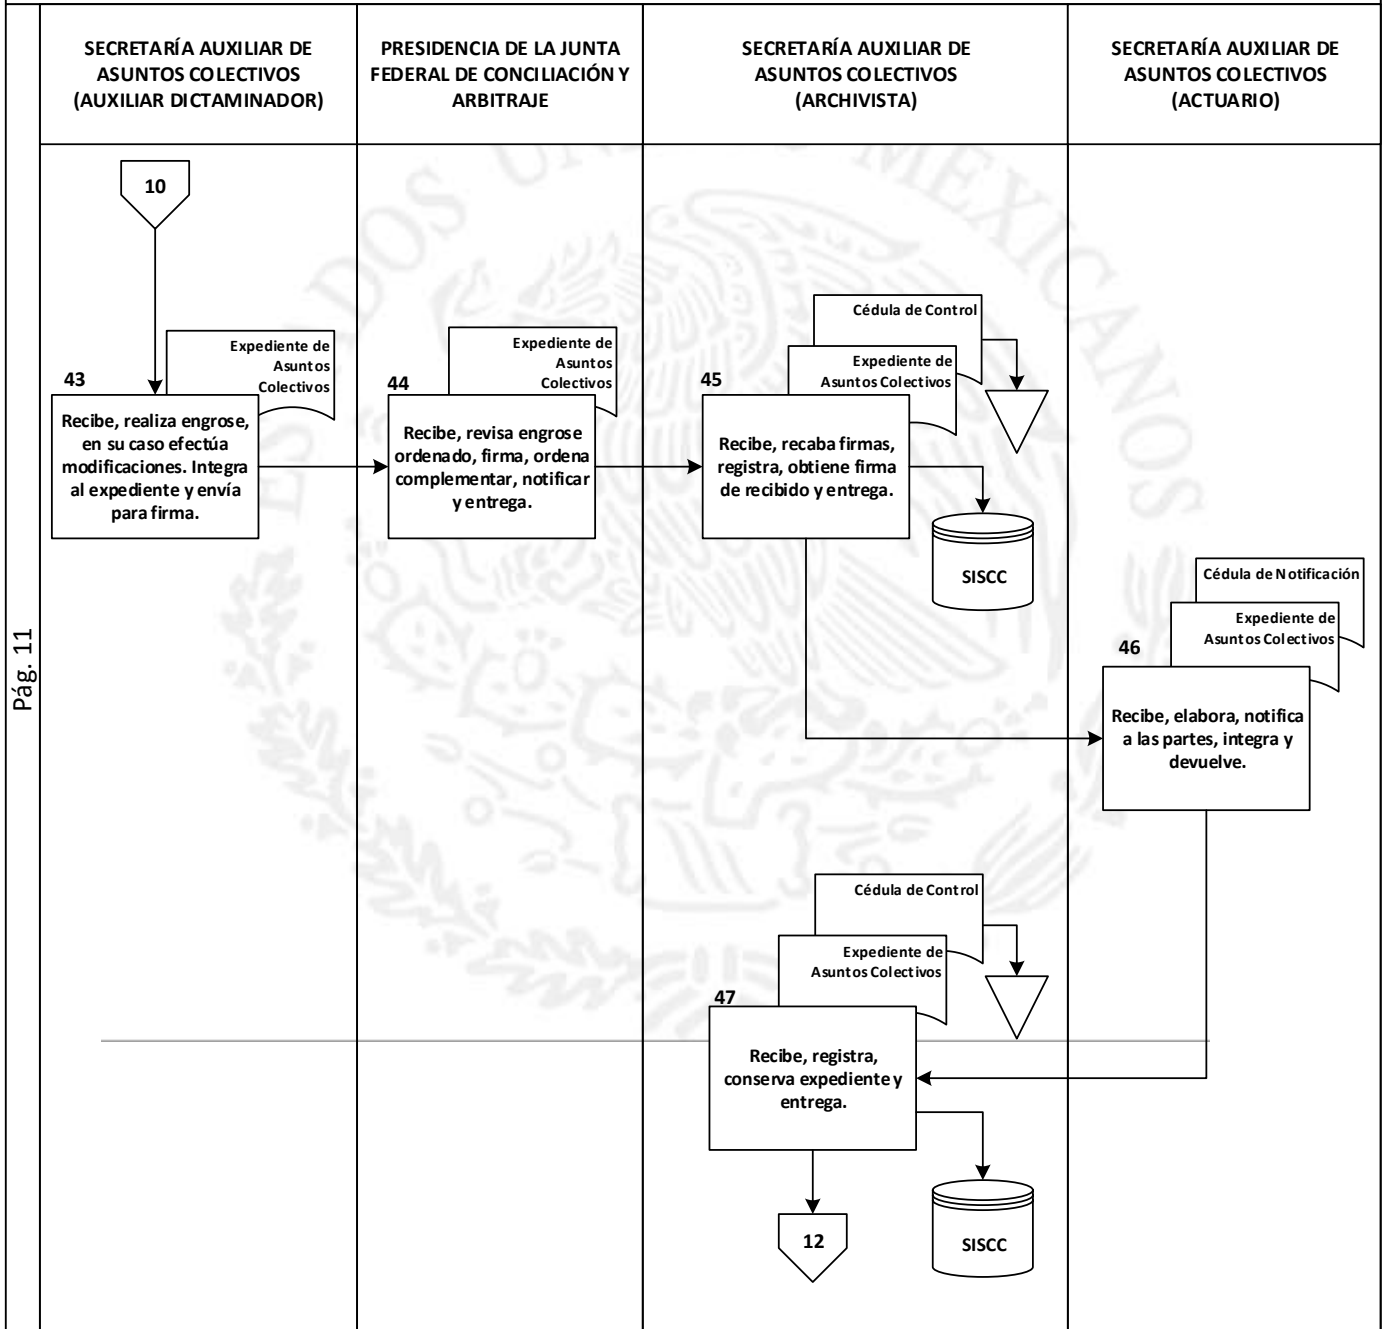 SECRETARÍA AUXILIAR DE
ASUNTOS COLECTIVOS
(AUXILIAR DICTAMINADOR)
PRESIDENCIA DE LA JUNTA
FEDERAL DE CONCILIACIÓN Y
ARBITRAJE
SECRETARÍA AUXILIAR DE
ASUNTOS COLECTIVOS
(ARCHIVISTA)
SECRETARÍA AUXILIAR DE
ASUNTOS COLECTIVOS
(ACTUARIO)
Pág. 11
ESTADOS UNIDOS MEXICANOS
10
43
Expediente de
Asuntos
Colectivos
Recibe, realiza engrose,
en su caso efectúa
modificaciones. Integra
al expediente y envía
para firma.
44
Expediente de
Asuntos
Colectivos
Recibe, revisa engrose
ordenado, firma, ordena
complementar, notificar
y entrega.
45
Cédula de Control
Expediente de
Asuntos Colectivos
Recibe, recaba firmas,
registra, obtiene firma
de recibido y entrega.
SISCC
46
Cédula de Notificación
Expediente de
Asuntos Colectivos
Recibe, elabora, notifica
a las partes, integra y
devuelve.
47
Cédula de Control
Expediente de
Asuntos Colectivos
Recibe, registra,
conserva expediente y
entrega.
SISCC
12